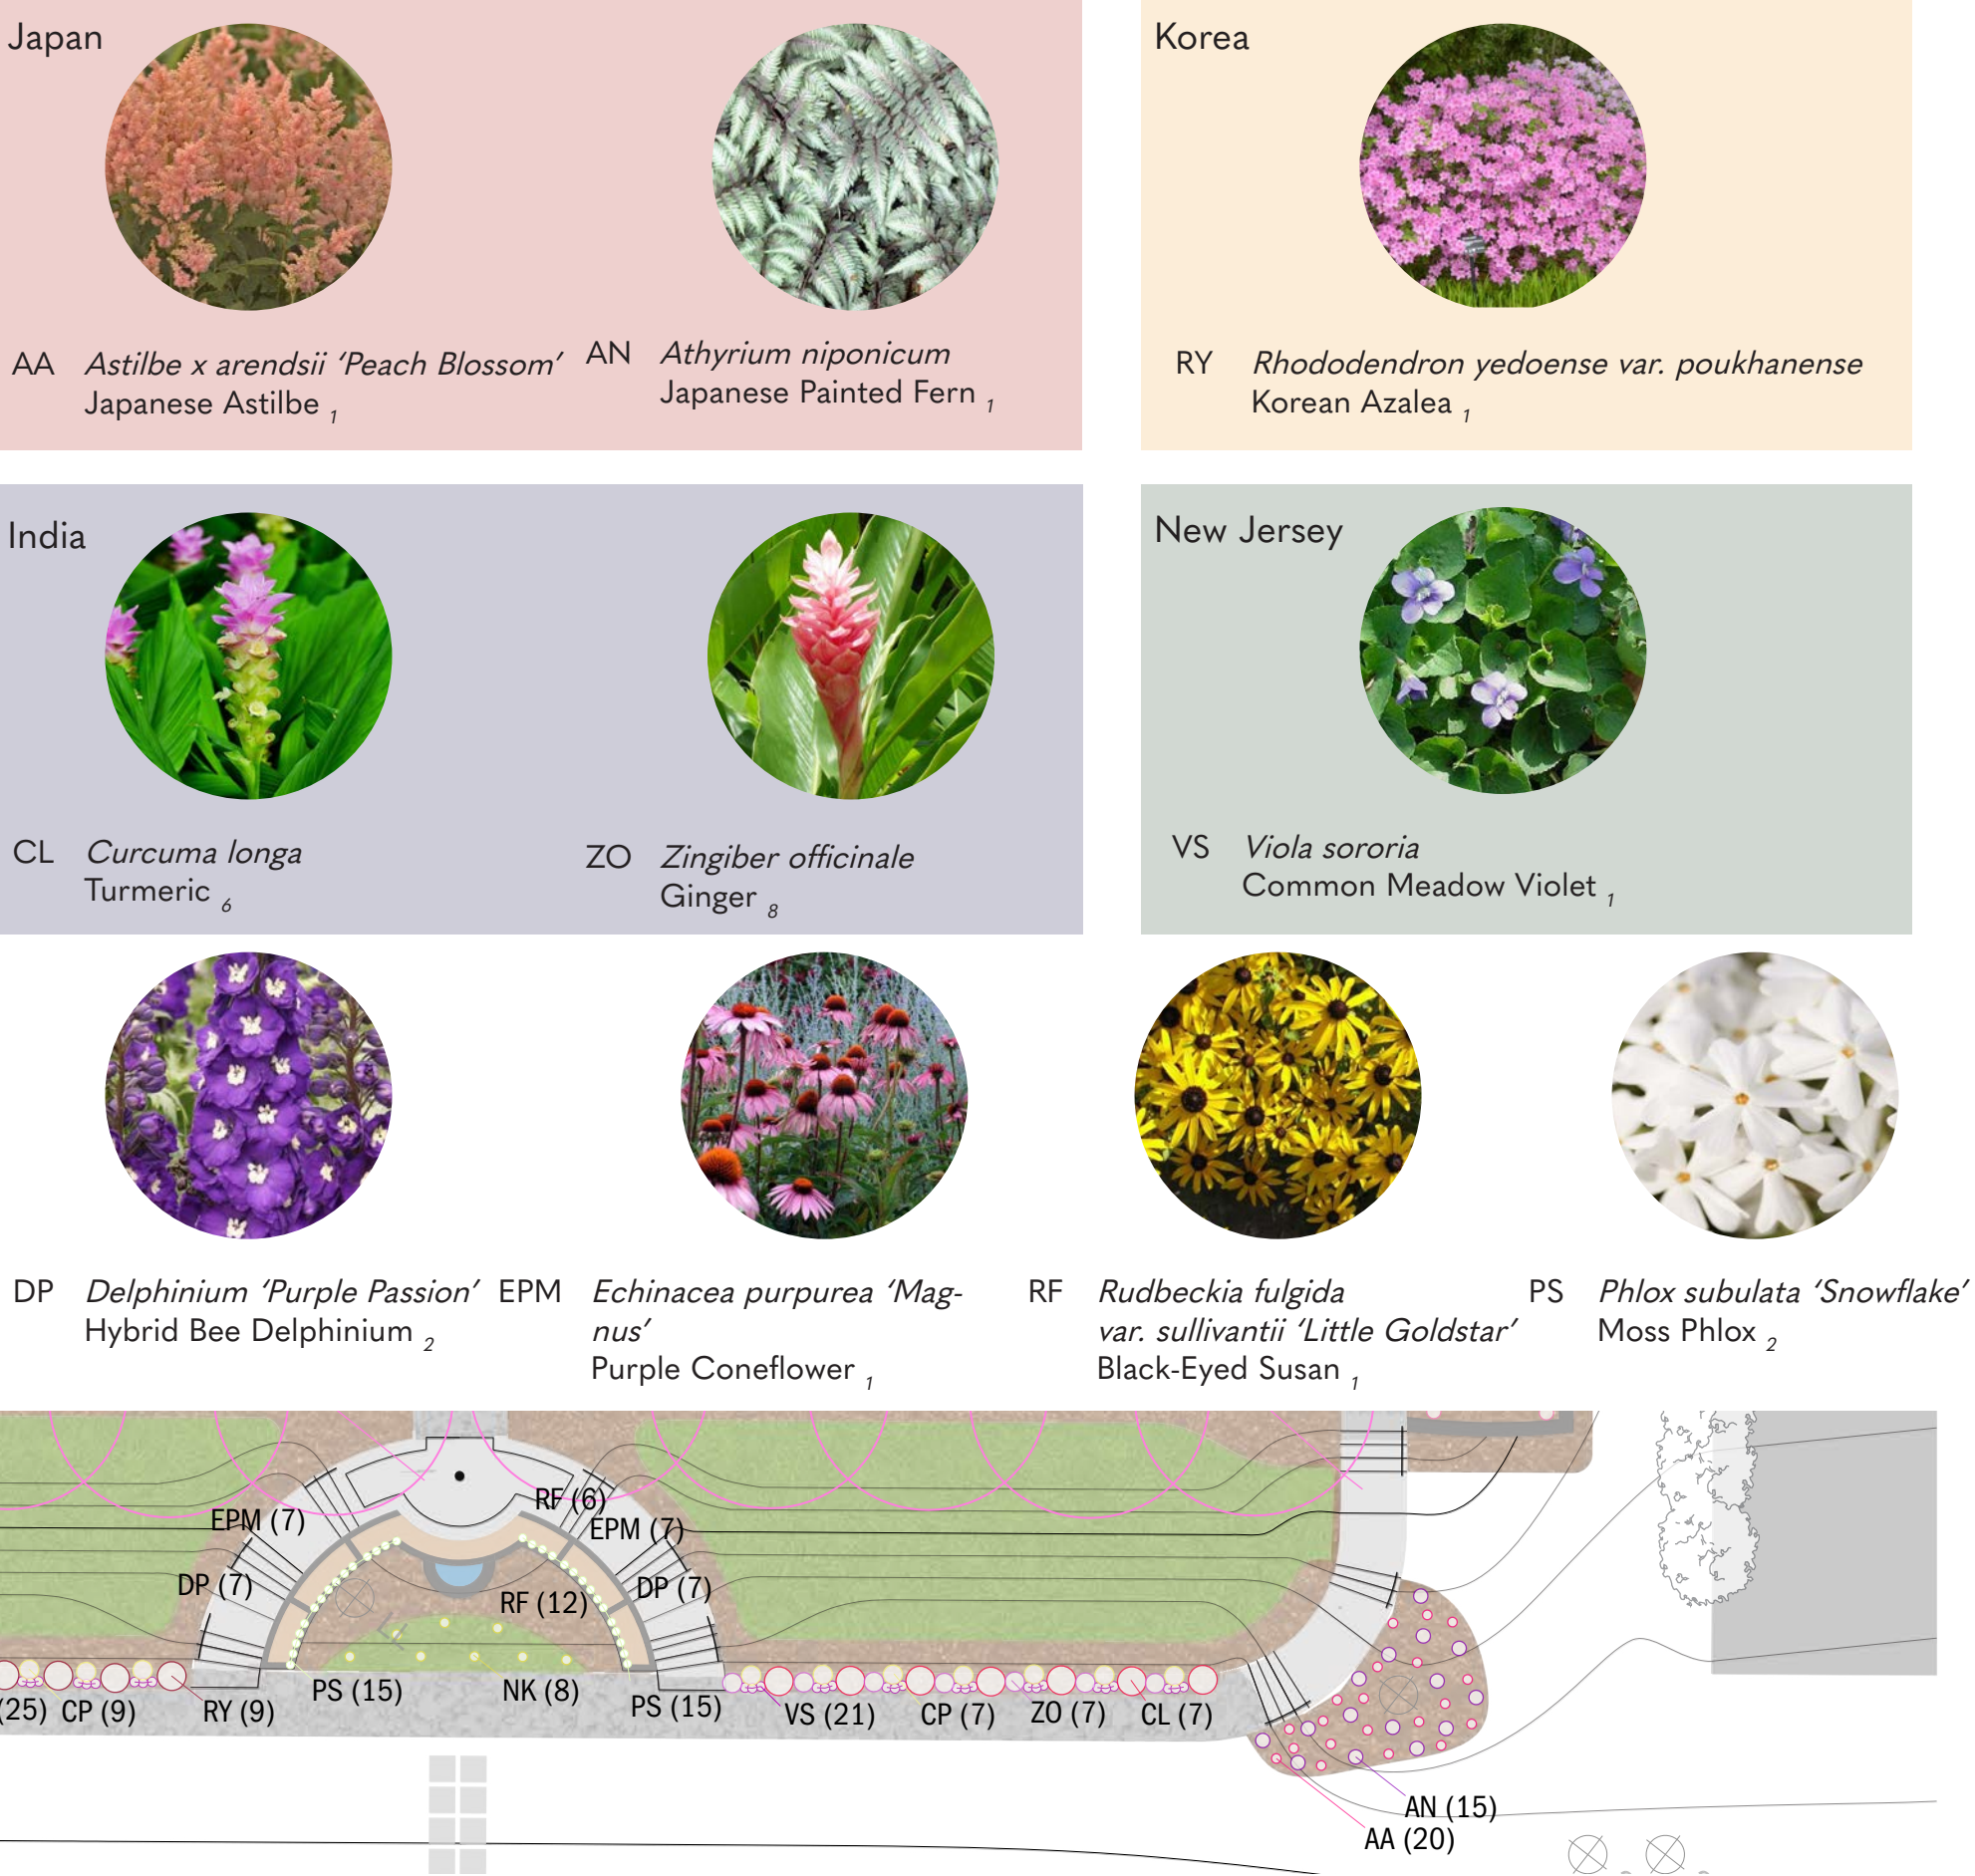 Japan
AA Astilbe x arendsii ‘Peach Blossom’
Japanese Astilbe 1
AN Athyrium niponicum
Japanese Painted Fern 1
Korea
RY Rhododendron yedoense var. poukhanense
Korean Azalea 1
India
CL Curcuma longa
Turmeric 6
ZO Zingiber officinale
Ginger 8
New Jersey
VS Viola sororia
Common Meadow Violet 1
DP Delphinium ‘Purple Passion’
Hybrid Bee Delphinium 2
EPM Echinacea purpurea ‘Mag-
nus’
Purple Coneflower 1
RF Rudbeckia fulgida
var. sullivantii ‘Little Goldstar’
Black-Eyed Susan 1
PS Phlox subulata ‘Snowflake’
Moss Phlox 2
RF (6)
EPM (7)
EPM (7)
DP (7)
DP (7)
RF (12)
(25)
CP (9)
RY (9)
PS (15)
NK (8)
PS (15)
VS (21)
CP (7)
ZO (7)
CL (7)
AN (15)
AA (20)